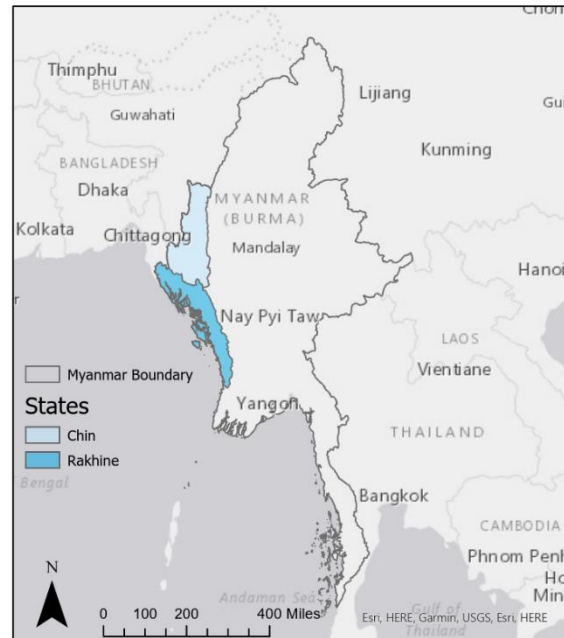 Thimphu
BHUTAN
Lijiang
Guwahati
Kunming
BANGLADESH
Dhaka
MYANMAR
(BURMA)
Kolkata
Chittagong
Mandalay
Hanoi
Nay Pyi Taw
LAOS
Myanmar Boundary
Vientiane
States
Yangon
Chin
THAILAND
Rakhine
Bengal
Bangkok
CAMBODIA
Phnom Penh
N
Andaman Sea
Gulf of
Thailand
0 100 200 400 Miles
Esri, HERE, Garmin, USGS, Esri, HERE